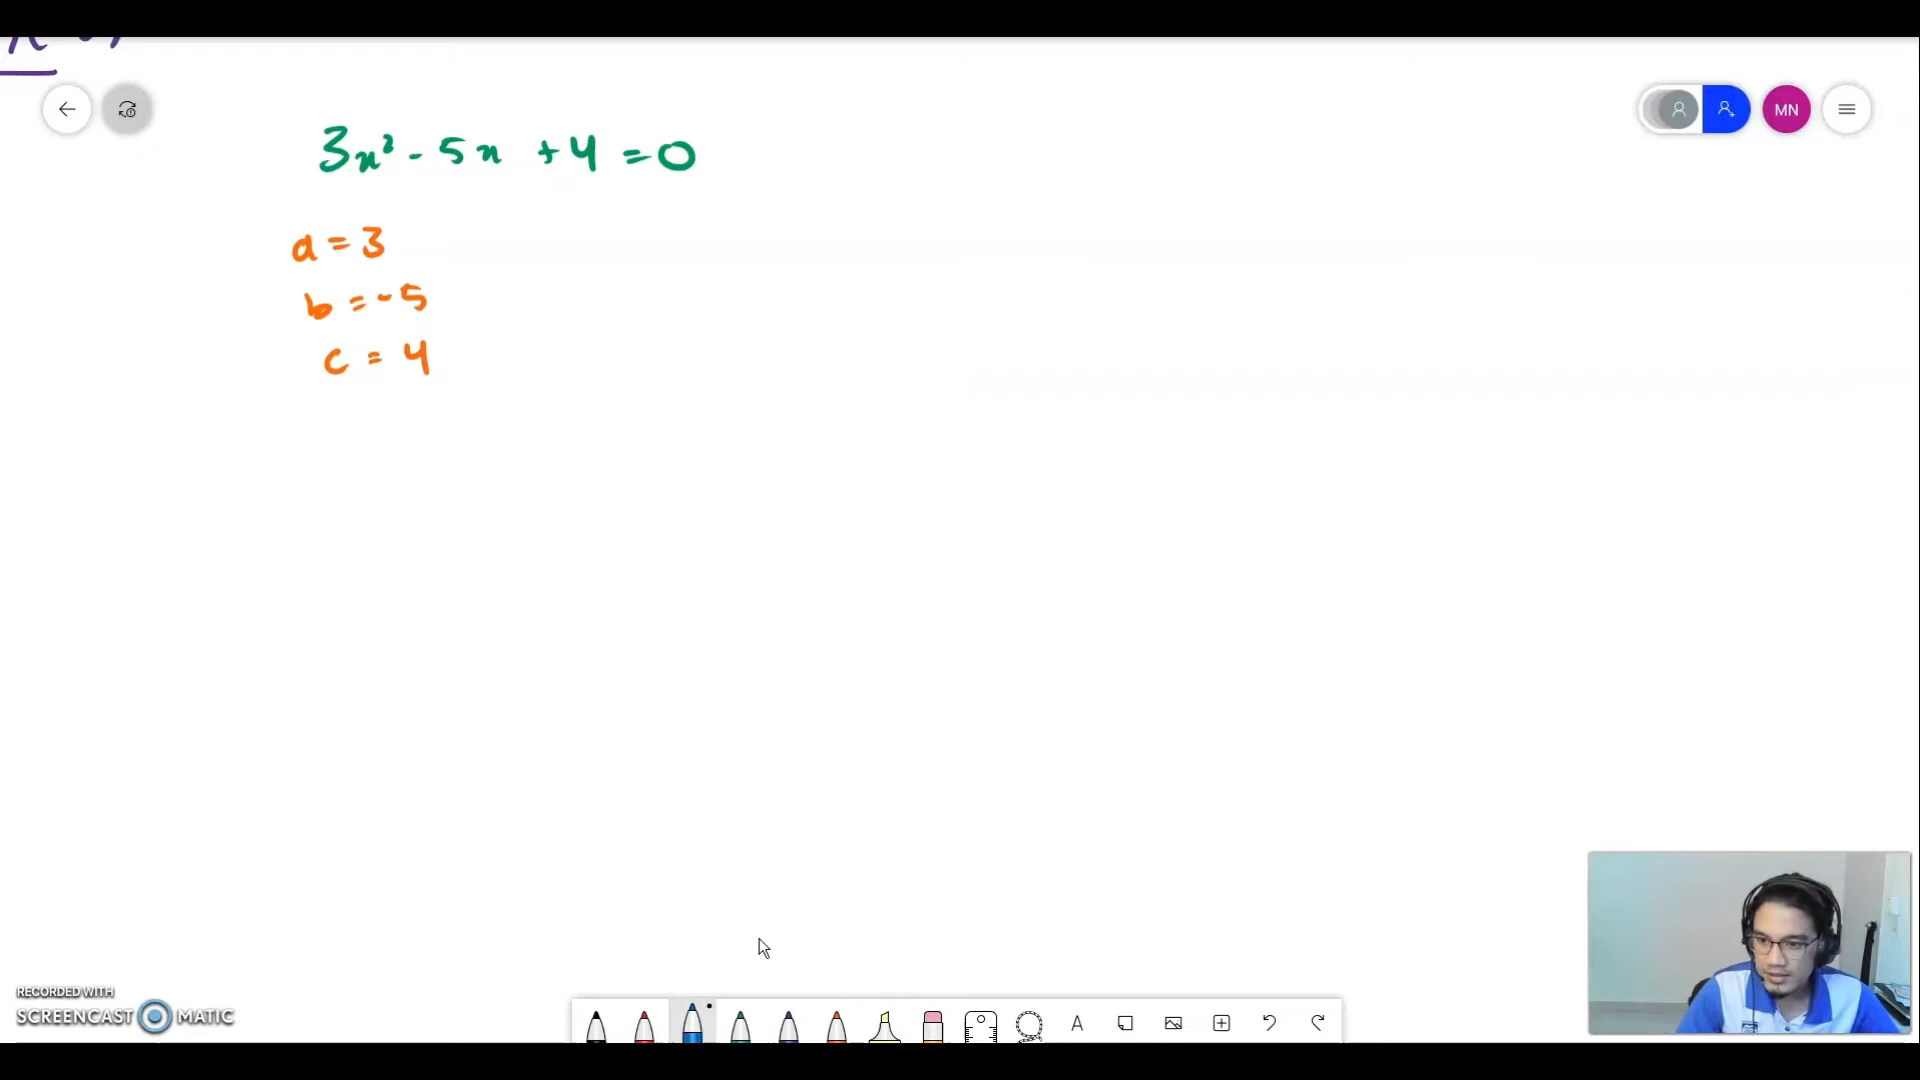 MN
3x² - 5x + 4 = 0
a = 3
b = -5
c = 4
RECORDED WITH
SCREENCAST MATIC
A